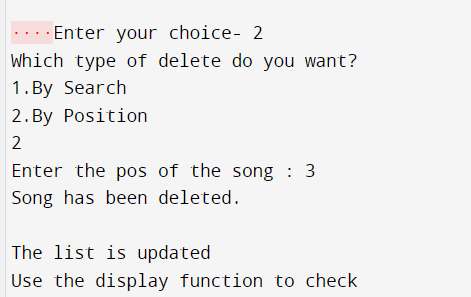 ····Enter your choice- 2
Which type of delete do you want?
1.By Search
2.By Position
2
Enter the pos of the song : 3
Song has been deleted.
The list is updated
Use the display function to check